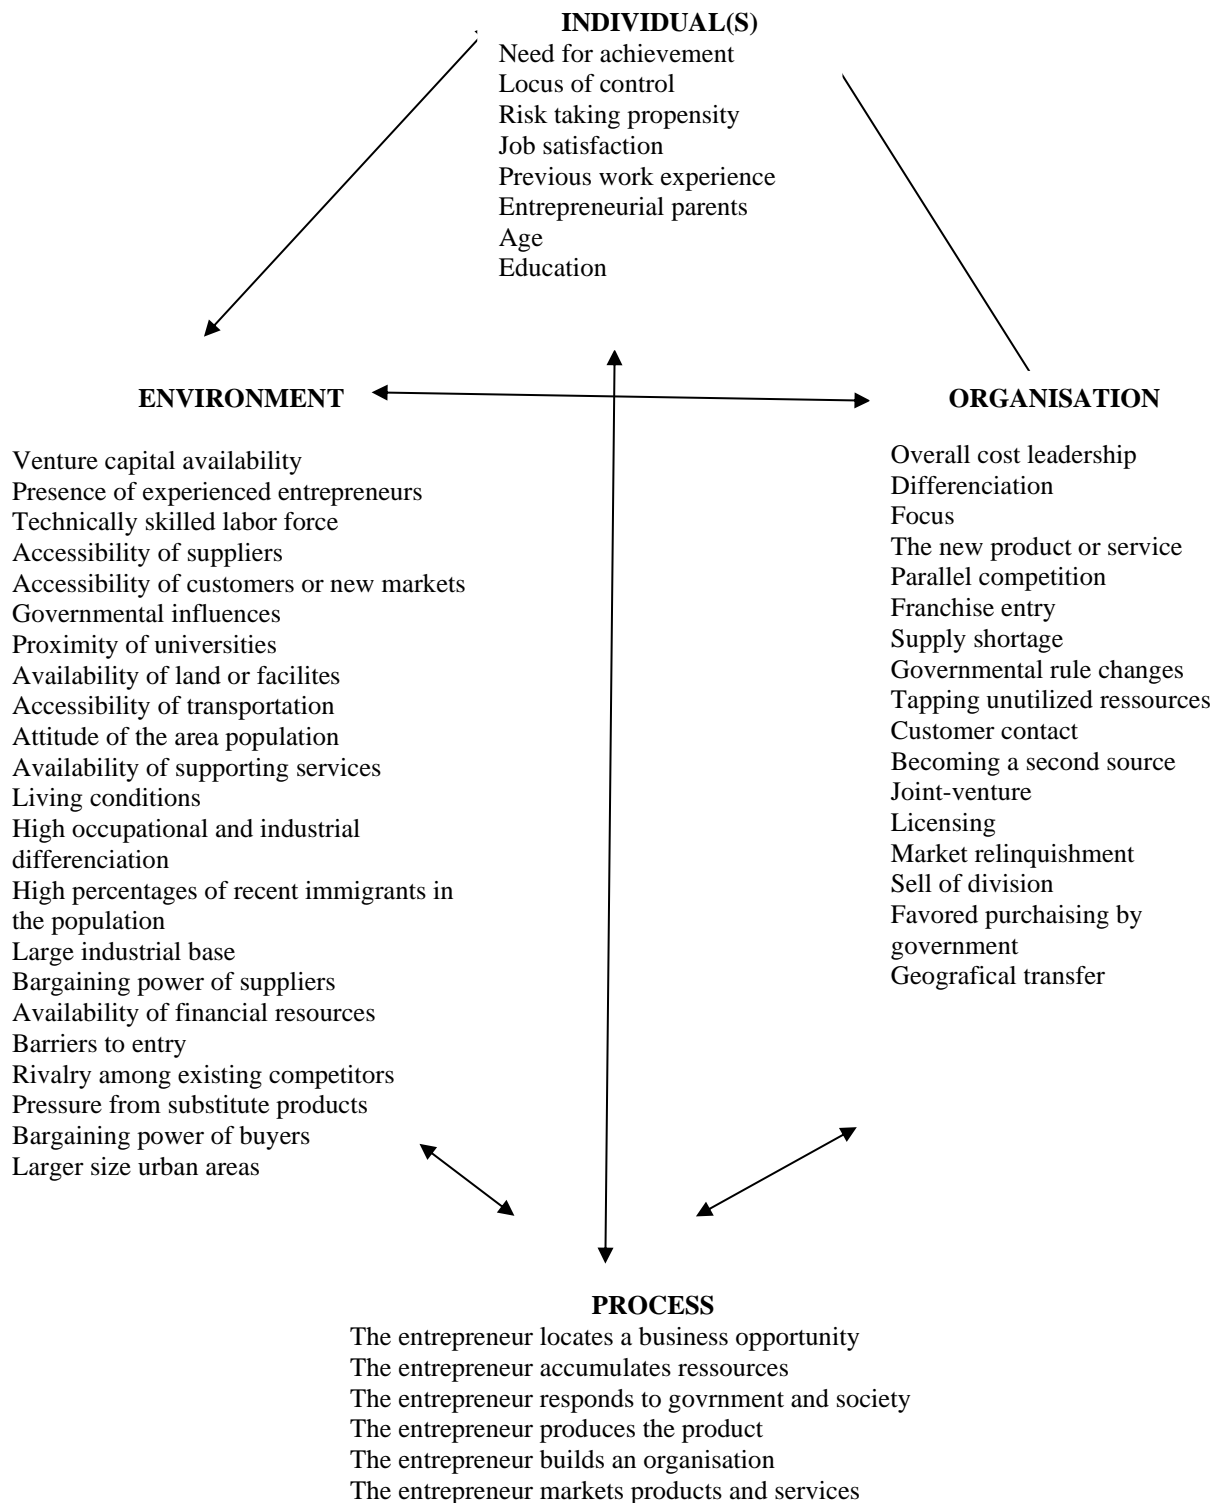 INDIVIDUAL(S)
Need for achievement
Locus of control
Risk taking propensity
Job satisfaction
Previous work experience
Entrepreneurial parents
Age
Education
ENVIRONMENT
Venture capital availability
Presence of experienced entrepreneurs
Technically skilled labor force
Accessibility of suppliers
Accessibility of customers or new markets
Governmental influences
Proximity of universities
Availability of land or facilites
Accessibility of transportation
Attitude of the area population
Availability of supporting services
Living conditions
High occupational and industrial
differenciation
High percentages of recent immigrants in
the population
Large industrial base
Bargaining power of suppliers
Availability of financial resources
Barriers to entry
Rivalry among existing competitors
Pressure from substitute products
Bargaining power of buyers
Larger size urban areas
ORGANISATION
Overall cost leadership
Differenciation
Focus
The new product or service
Parallel competition
Franchise entry
Supply shortage
Governmental rule changes
Tapping unutilized ressources
Customer contact
Becoming a second source
Joint-venture
Licensing
Market relinquishment
Sell of division
Favored purchaising by
government
Geografical transfer
PROCESS
The entrepreneur locates a business opportunity
The entrepreneur accumulates ressources
The entrepreneur responds to govrnment and society
The entrepreneur produces the product
The entrepreneur builds an organisation
The entrepreneur markets products and services